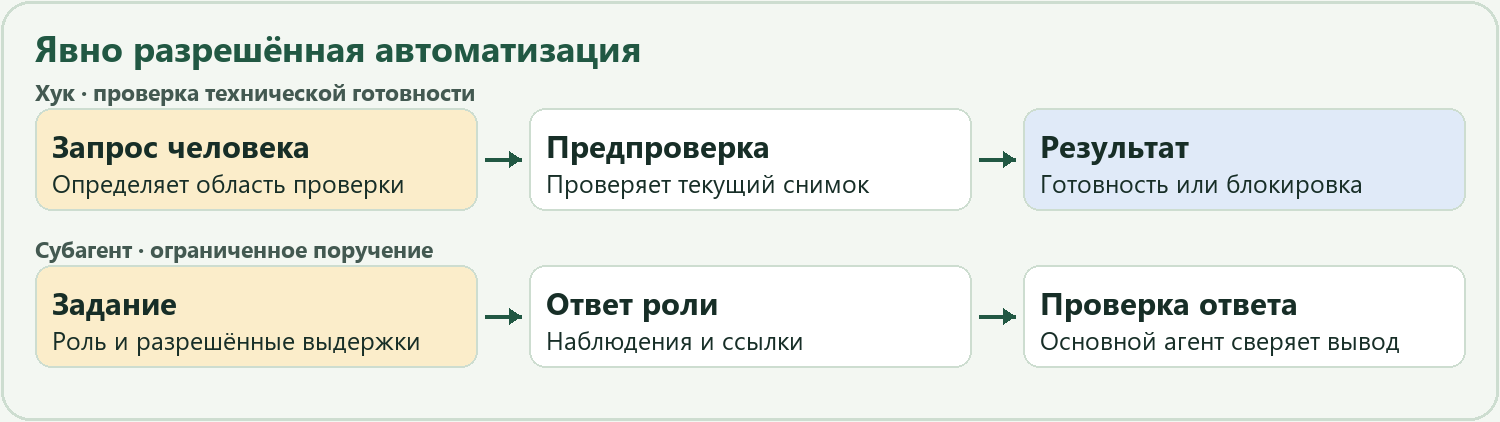 Явно разрешённая автоматизация
Хук · проверка технической готовности
Запрос человека
Определяет область проверки
Предпроверка
Проверяет текущий снимок
Результат
Готовность или блокировка
Субагент · ограниченное поручение
Задание
Роль и разрешённые выдержки
Ответ роли
Наблюдения и ссылки
Проверка ответа
Основной агент сверяет вывод